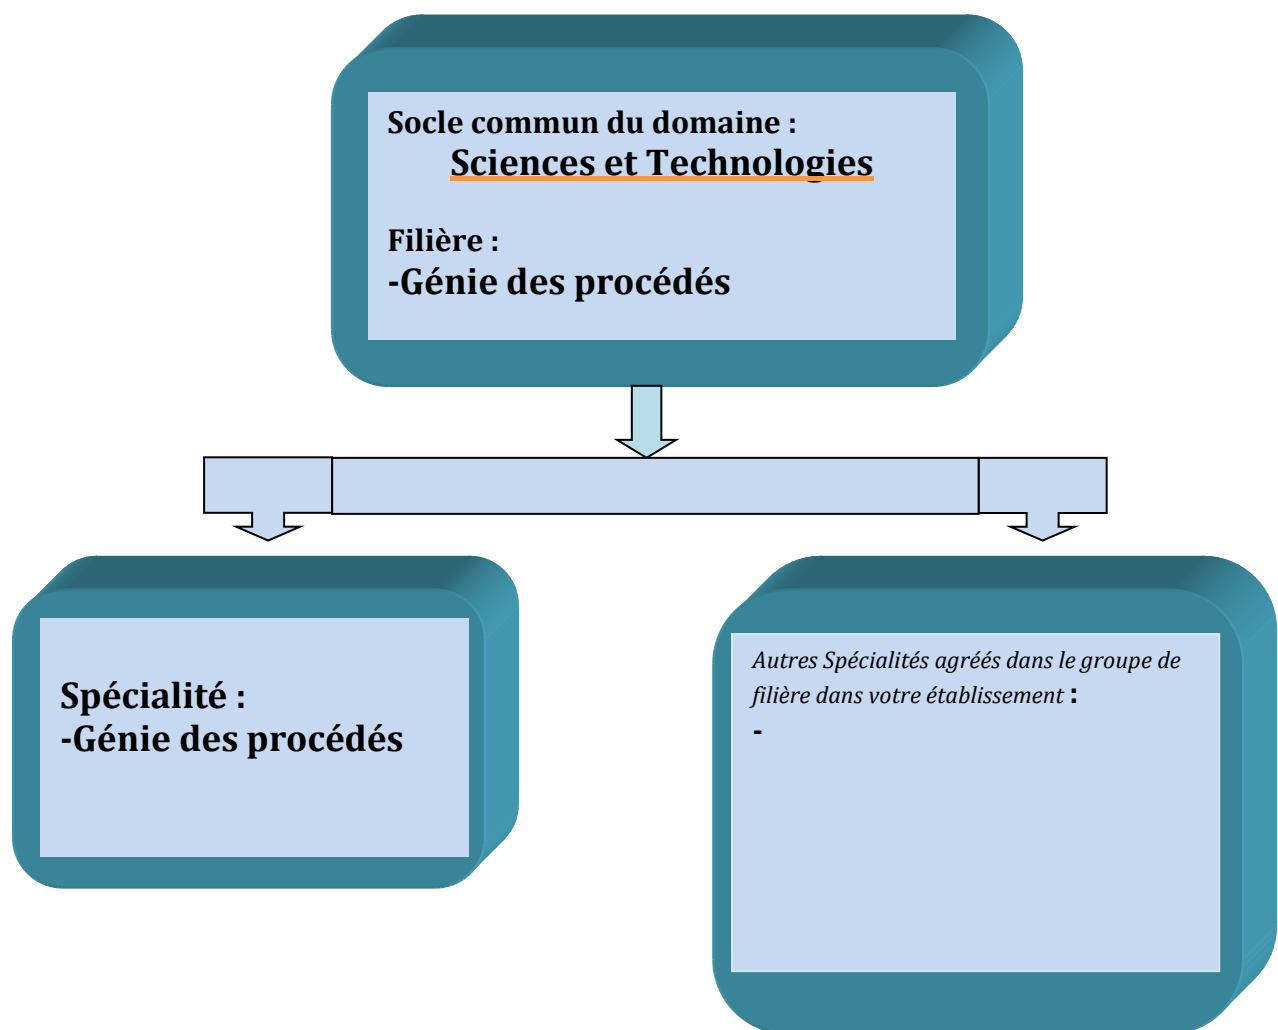 Socle commun du domaine :
Sciences et Technologies
Filière :
-Génie des procédés
Spécialité :
-Génie des procédés
Autres Spécialités agréés dans le groupe de
filière dans votre établissement :
-